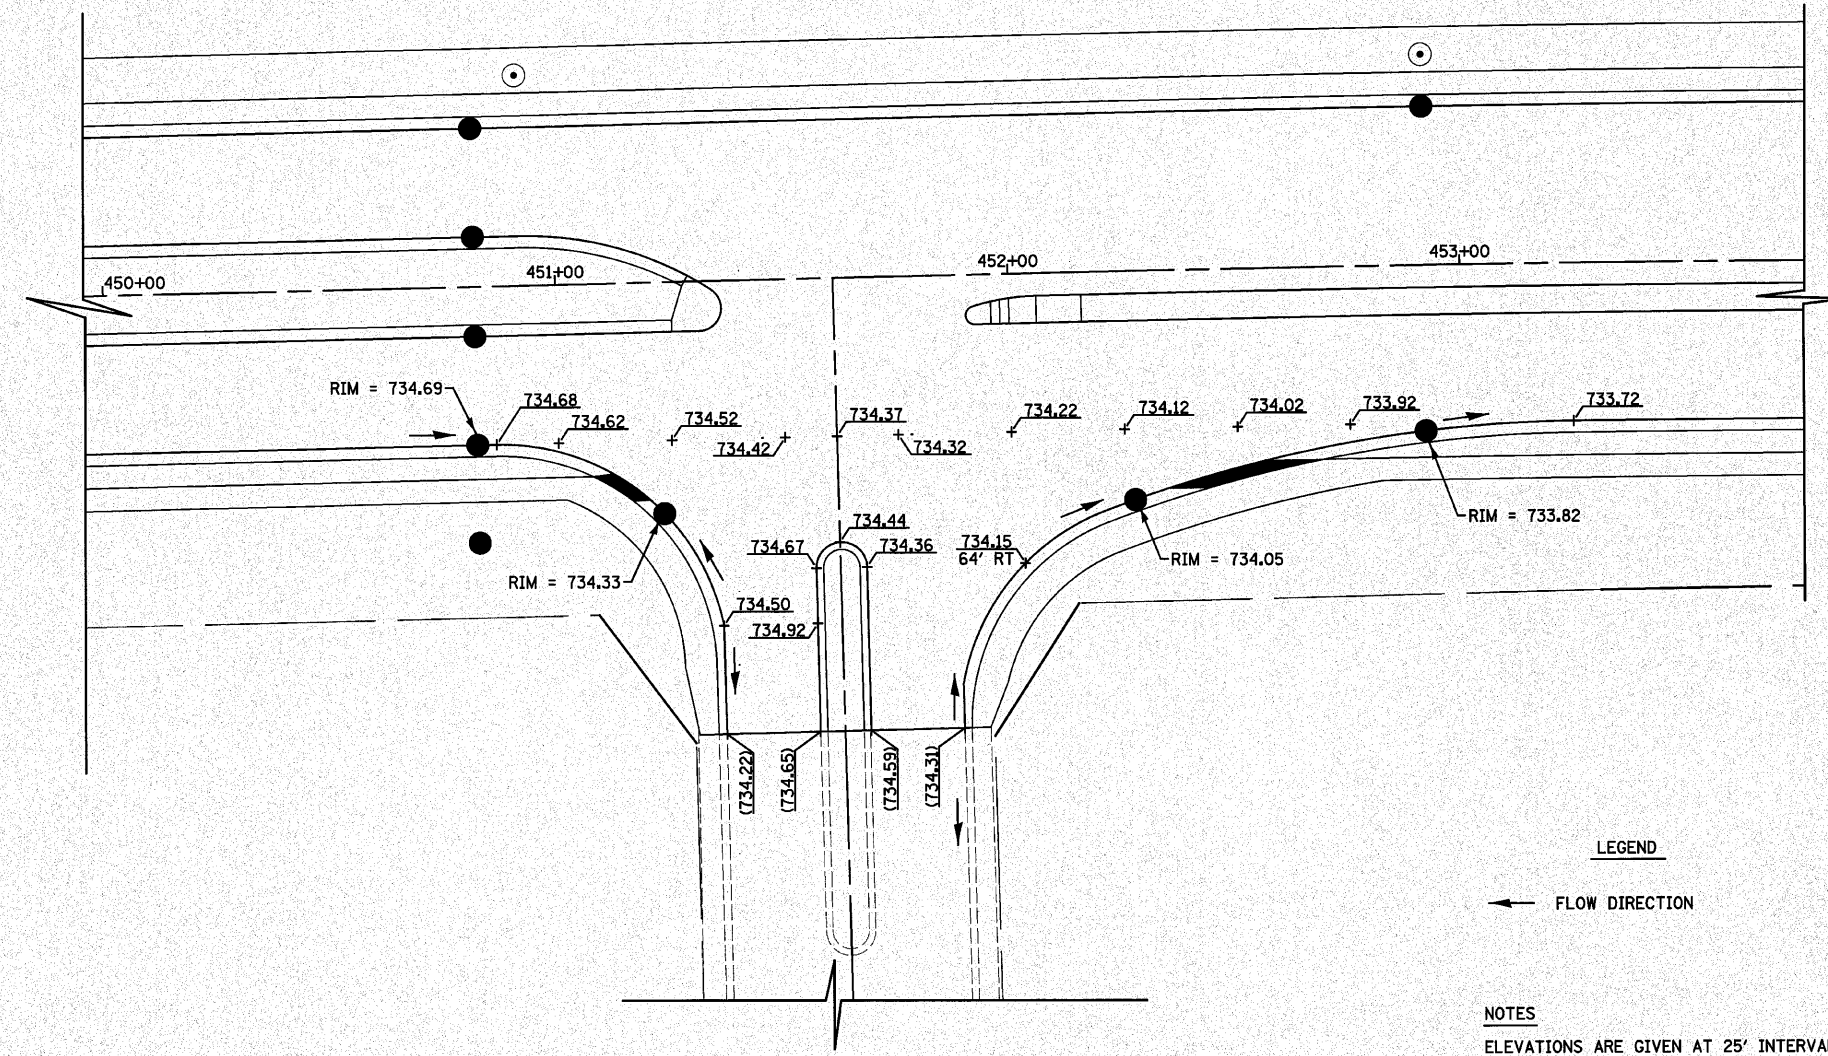 452+00
453+00
450+00
451+00
RIM = 734.69
734.68
734.62
734.52
734.42
734.37
734.32
734.22
734.12
734.02
733.92
733.72
734.44
734.67
734.36
734.15
64' RT
RIM = 733.82
RIM = 734.05
RIM = 734.33
734.50
734.92
(734.22)
(734.65)
(734.59)
(734.31)
LEGEND
FLOW DIRECTION
NOTES
ELEVATIONS ARE GIVEN AT 25' INTERVA